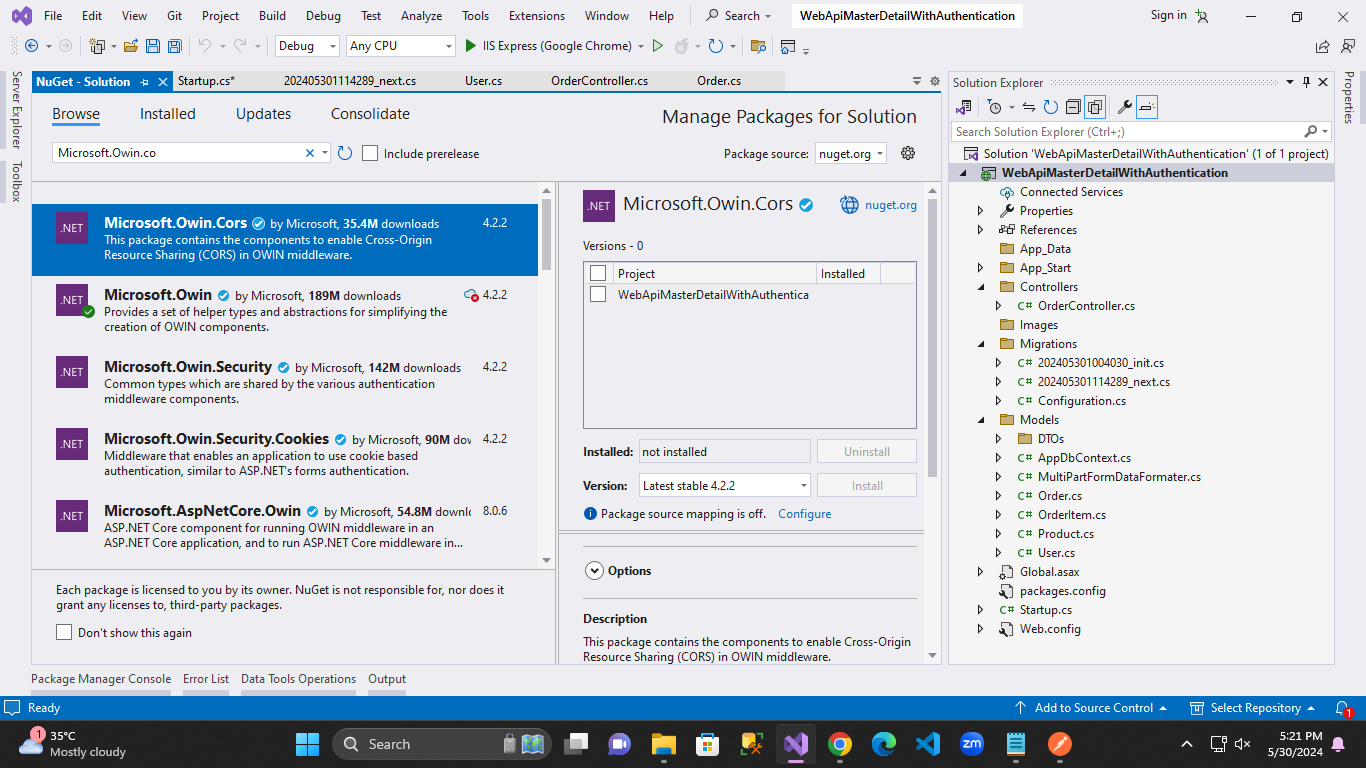 File Edit View Git Project Build Debug Test Analyze Tools Extensions Window Help Search WebApiMasterDetailWithAuthentication Sign in
Debug Any CPU IIS Express (Google Chrome)
Server Explorer
Toolbox
NuGet - Solution Startup.cs* 202405301114289_next.cs User.cs OrderController.cs Order.cs
Browse Installed Updates Consolidate
Manage Packages for Solution
Microsoft.Owin.co
Include prerelease
Package source: nuget.org
.NET
Microsoft.Owin.Cors by Microsoft, 35.4M downloads 4.2.2
This package contains the components to enable Cross-Origin
Resource Sharing (CORS) in OWIN middleware.
.NET
Microsoft.Owin by Microsoft, 189M downloads 4.2.2
Provides a set of helper types and abstractions for simplifying the
creation of OWIN components.
.NET
Microsoft.Owin.Security by Microsoft, 142M downloads 4.2.2
Common types which are shared by the various authentication
middleware components.
.NET
Microsoft.Owin.Security.Cookies by Microsoft, 90M dov 4.2.2
Middleware that enables an application to use cookie based
authentication, similar to ASP.NET's forms authentication.
.NET
Microsoft.AspNetCore.Owin by Microsoft, 54.8M downlo 8.0.6
ASP.NET Core component for running OWIN middleware in an
ASP.NET Core application, and to run ASP.NET Core middleware in...
Each package is licensed to you by its owner. NuGet is not responsible for, nor does it
grant any licenses to, third-party packages.
Don't show this again
.NET
Microsoft.Owin.Cors nuget.org
Versions - 0
Project Installed
WebApiMasterDetailWithAuthentica
Installed: not installed Uninstall
Version: Latest stable 4.2.2 Install
Package source mapping is off. Configure
Options
Description
This package contains the components to enable Cross-Origin
Resource Sharing (CORS) in OWIN middleware.
Solution Explorer
Search Solution Explorer (Ctrl+;)
Solution 'WebApiMasterDetailWithAuthentication' (1 of 1 project)
WebApiMasterDetailWithAuthentication
Connected Services
Properties
References
App_Data
App_Start
Controllers
C# OrderController.cs
Images
Migrations
C# 202405301004030_init.cs
C# 202405301114289_next.cs
C# Configuration.cs
Models
DTOs
C# AppDbContext.cs
C# MultiPartFormDataFormater.cs
C# Order.cs
C# OrderItem.cs
C# Product.cs
C# User.cs
Global.asax
packages.config
C# Startup.cs
Web.config
Properties
Package Manager Console Error List Data Tools Operations Output
Ready Add to Source Control Select Repository 1
1 35°C
Mostly cloudy
Search
zm
5:21 PM
5/30/2024